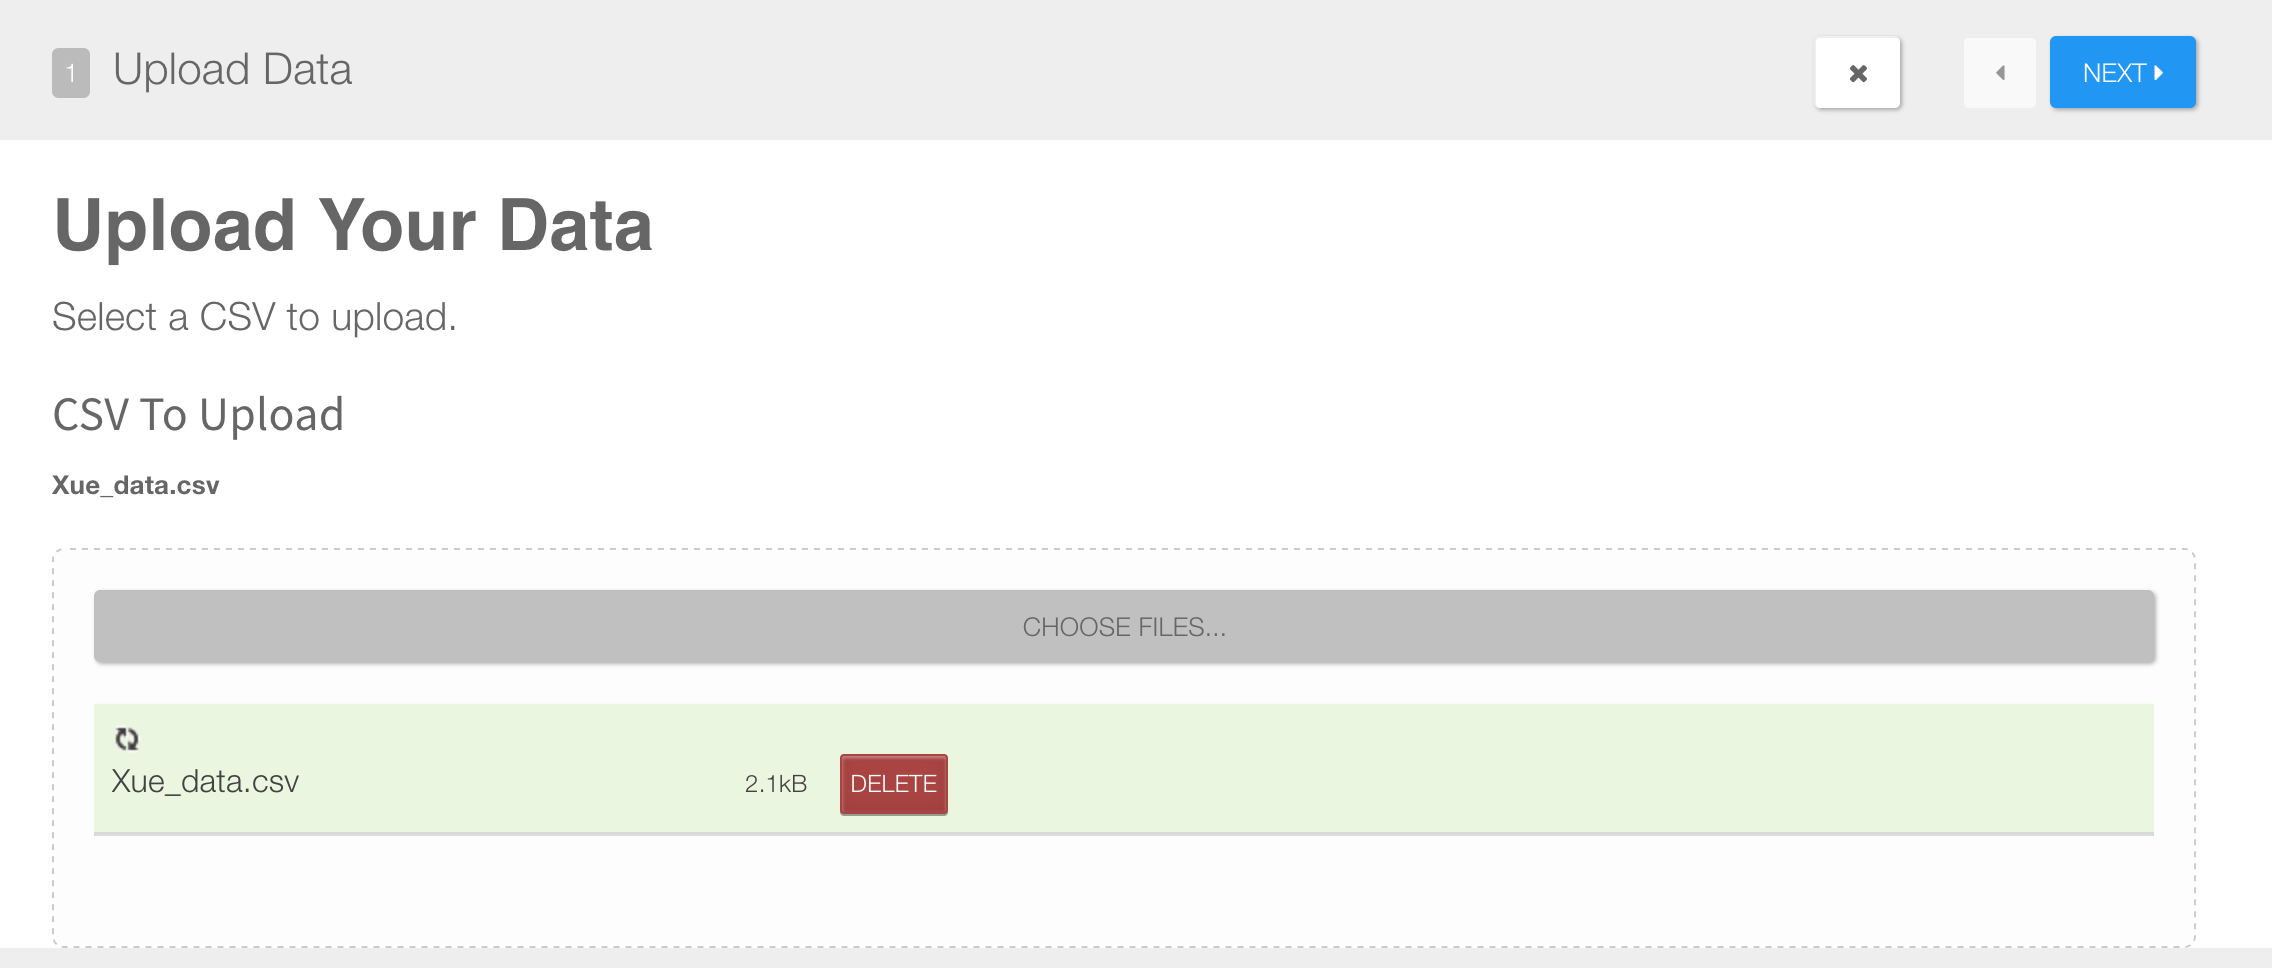 1 Upload Data
NEXT
Upload Your Data
Select a CSV to upload.
CSV To Upload
Xue_data.csv
CHOOSE FILES...
Xue_data.csv 2.1kB DELETE